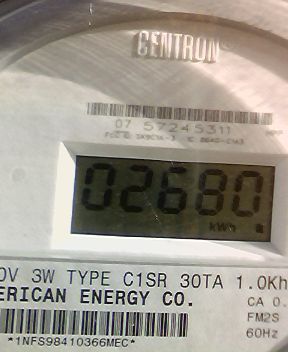 CENTRON
07 57245311
02680
kWh
0V 3W TYPE C1SR 30TA 1.0Kh
ERICAN ENERGY CO.
CA 0.
FM2S
60Hz
*1NFS98410366MEC*